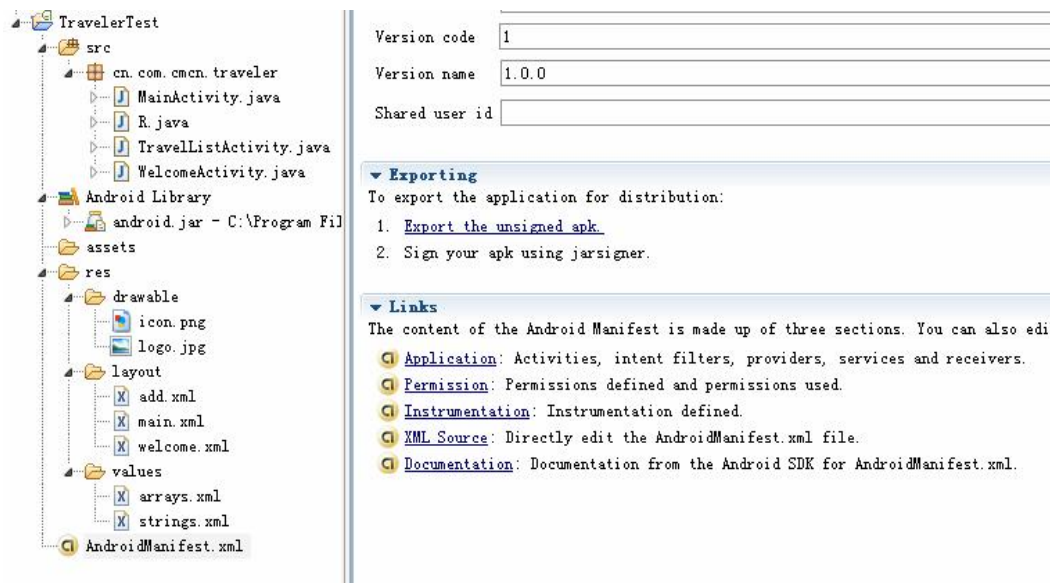 TravelerTest
src
cn.com.cmcn.traveler
MainActivity.java
R.java
TravelListActivity.java
WelcomeActivity.java
Android Library
android.jar - C:\Program Fil
assets
res
drawable
icon.png
logo.jpg
layout
add.xml
main.xml
welcome.xml
values
arrays.xml
strings.xml
AndroidManifest.xml
Version code 1
Version name 1.0.0
Shared user id
Exporting
To export the application for distribution:
1. Export the unsigned apk.
2. Sign your apk using jarsigner.
Links
The content of the Android Manifest is made up of three sections. You can also edi
Application: Activities, intent filters, providers, services and receivers.
Permission: Permissions defined and permissions used.
Instrumentation: Instrumentation defined.
XML Source: Directly edit the AndroidManifest.xml file.
Documentation: Documentation from the Android SDK for AndroidManifest.xml.